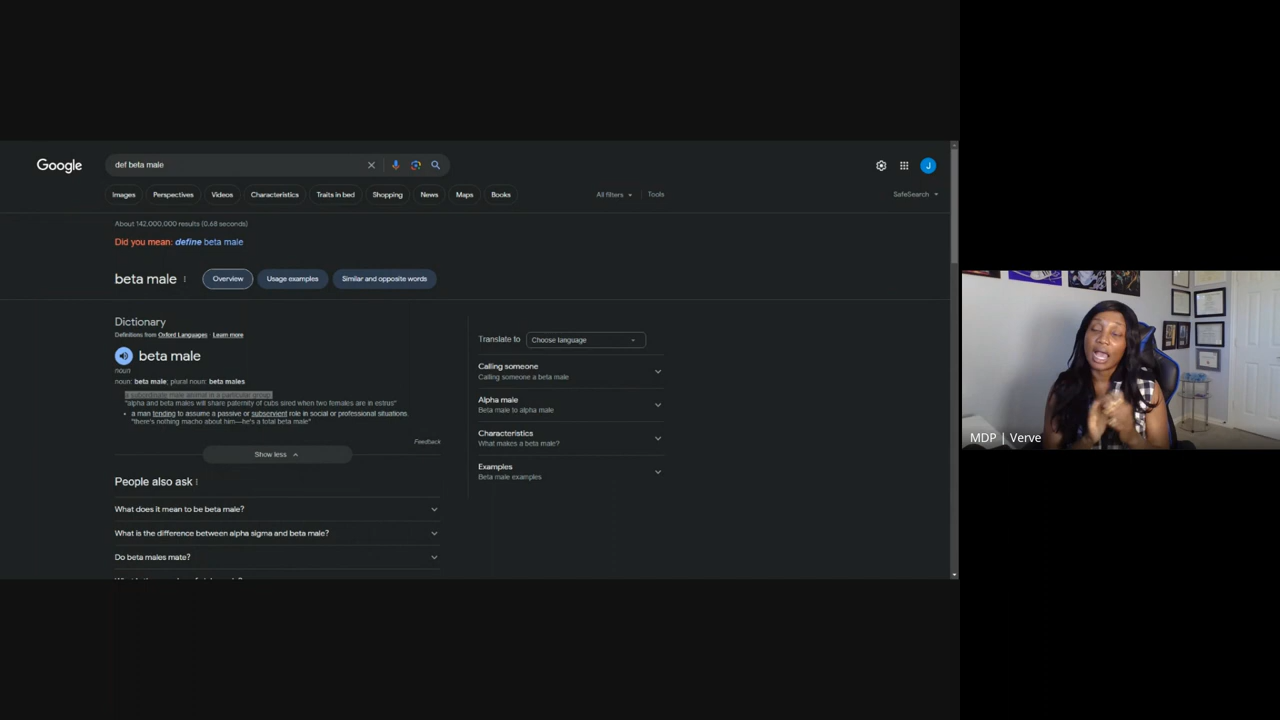 Google
def beta male
J
Images Perspectives Videos Characteristics Traits in bed Shopping News Maps Books All filters Tools SafeSearch
About 142,000,000 results (0.68 seconds)
Did you mean: define beta male
beta male Overview Usage examples Similar and opposite words
Dictionary
Definitions from Oxford Languages Learn more
beta male
noun
noun: beta male; plural noun: beta males
a subordinate male animal in a particular group.
"alpha and beta males will share paternity of cubs sired when two females are in estrus"
• a man tending to assume a passive or subservient role in social or professional situations.
"there's nothing macho about him—he's a total beta male"
Feedback
Show less
People also ask
What does it mean to be beta male?
What is the difference between alpha sigma and beta male?
Do beta males mate?
Translate to Choose language
Calling someone
Calling someone a beta male
Alpha male
Beta male to alpha male
Characteristics
What makes a beta male?
Examples
Beta male examples
MDP | Verve